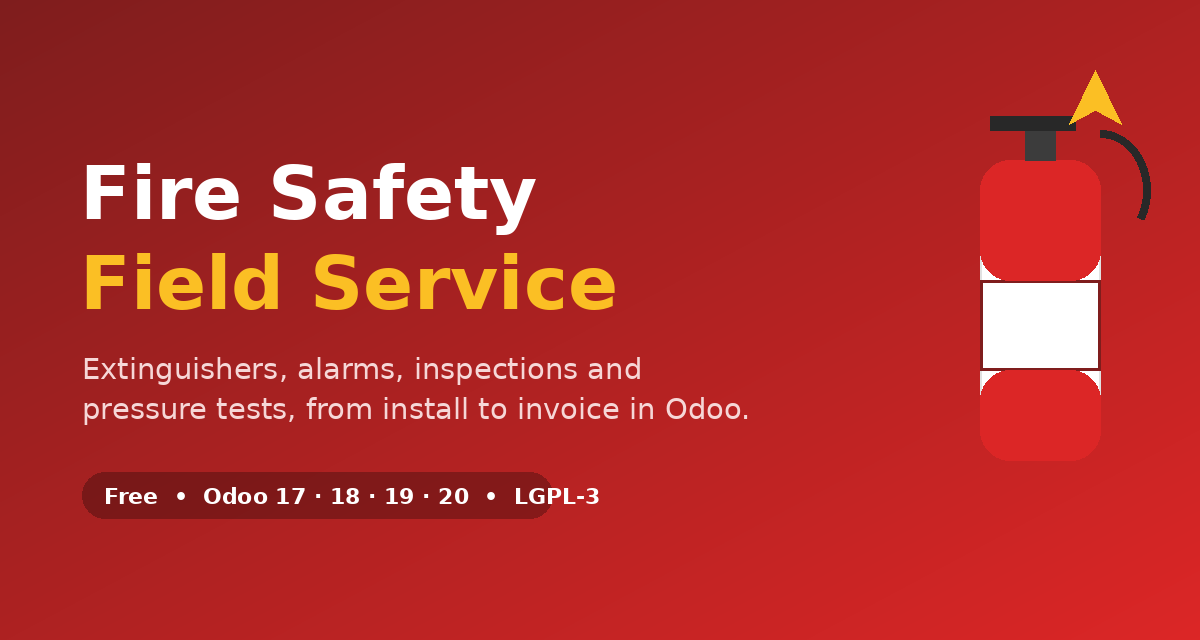 Fire Safety
Field Service
Extinguishers, alarms, inspections and
pressure tests, from install to invoice in Odoo.
Free • Odoo 17 · 18 · 19 · 20 • LGPL-3